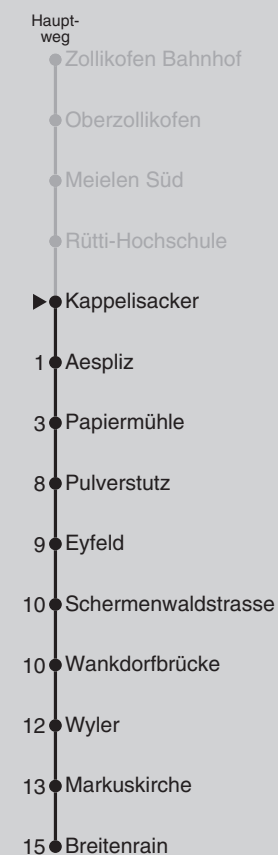 Haupt-
weg
Zollikofen Bahnhof
Oberzollikofen
Meielen Süd
Rütti-Hochschule
Kappelisacker
1 Aespliz
3 Papiermühle
8 Pulverstutz
9 Eyfeld
10 Schermenwaldstrasse
10 Wankdorfbrücke
12 Wyler
13 Markuskirche
15 Breitenrain